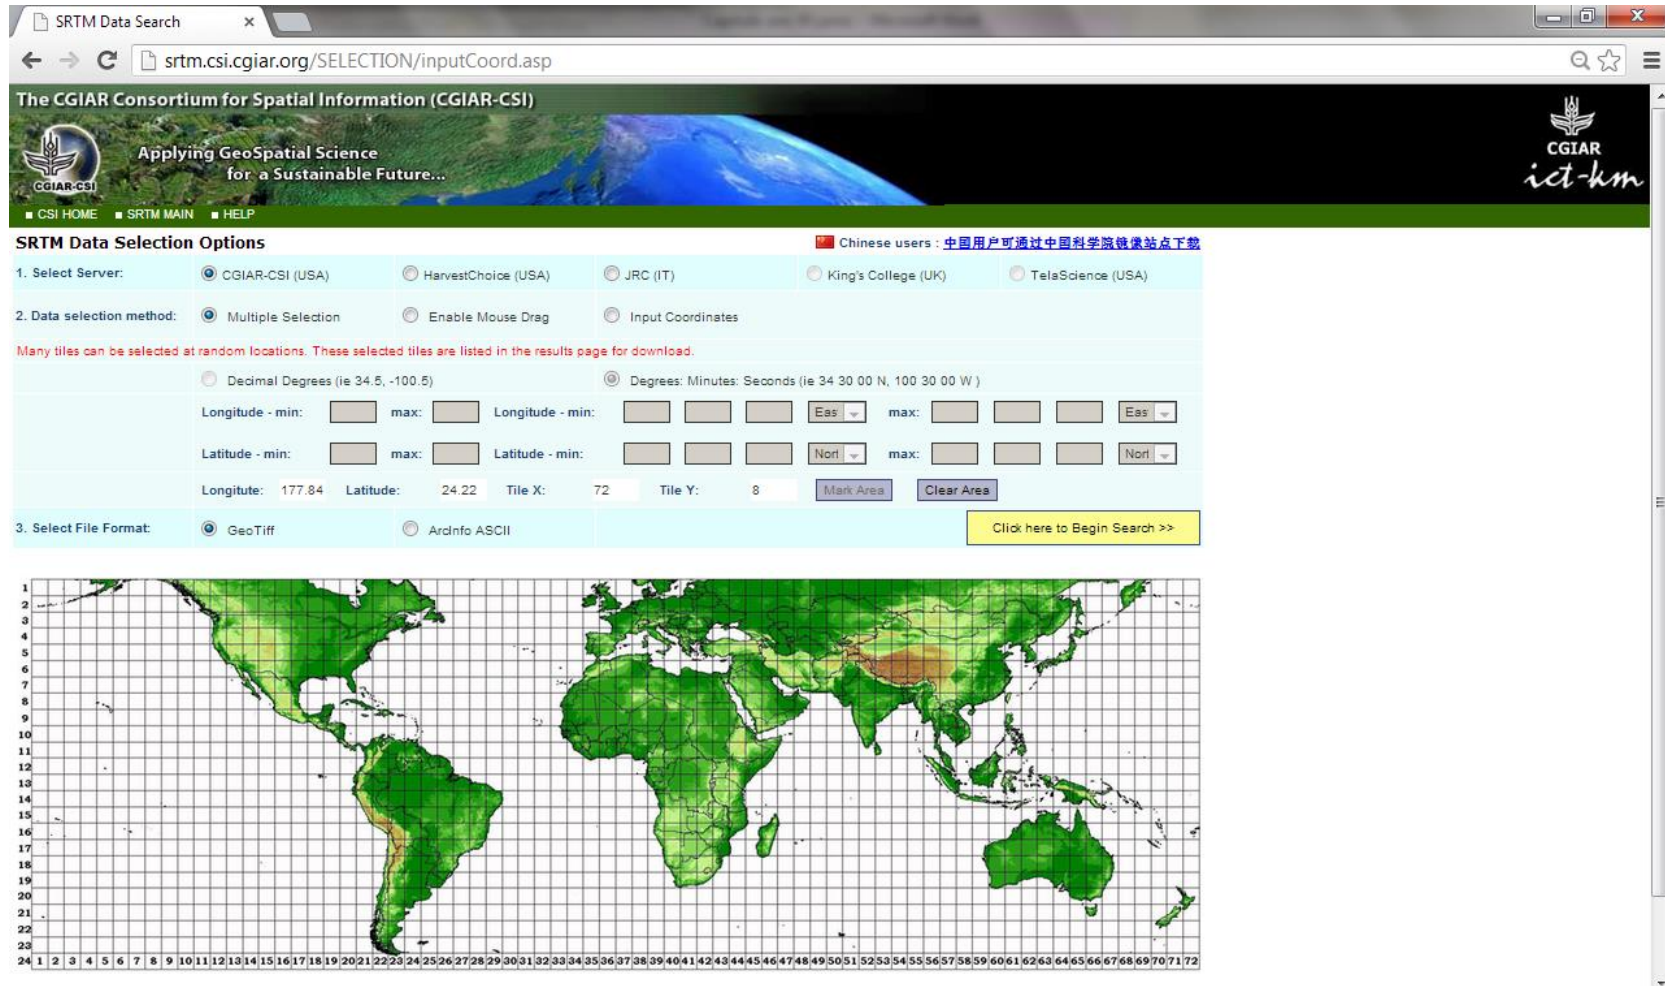 SRTM Data Search
srtm.csi.cgiar.org/SELECTION/inputCoord.asp
The CGIAR Consortium for Spatial Information (CGIAR-CSI)
Applying GeoSpatial Science
for a Sustainable Future...
CGIAR-CSI
CGIAR
ict-km
CSI HOME SRTM MAIN HELP
SRTM Data Selection Options Chinese users : 中国用户可通过中国科学院镜像站点下载
1. Select Server: CGIAR-CSI (USA) HarvestChoice (USA) JRC (IT) King's College (UK) TelaScience (USA)
2. Data selection method: Multiple Selection Enable Mouse Drag Input Coordinates
Many tiles can be selected at random locations. These selected tiles are listed in the results page for download.
Decimal Degrees (ie 34.5, -100.5) Degrees: Minutes: Seconds (ie 34 30 00 N, 100 30 00 W )
Longitude - min: max: Longitude - min: Eas max: Eas
Latitude - min: max: Latitude - min: Nort max: Nort
Longitute: 177.84 Latitude: 24.22 Tile X: 72 Tile Y: 8 Mark Area Clear Area
3. Select File Format: GeoTiff ArcInfo ASCII Click here to Begin Search >>
1
2
3
4
5
6
7
8
9
10
11
12
13
14
15
16
17
18
19
20
21
22
23
24 1 2 3 4 5 6 7 8 9 10 11 12 13 14 15 16 17 18 19 20 21 22 23 24 25 26 27 28 29 30 31 32 33 34 35 36 37 38 39 40 41 42 43 44 45 46 47 48 49 50 51 52 53 54 55 56 57 58 59 60 61 62 63 64 65 66 67 68 69 70 71 72